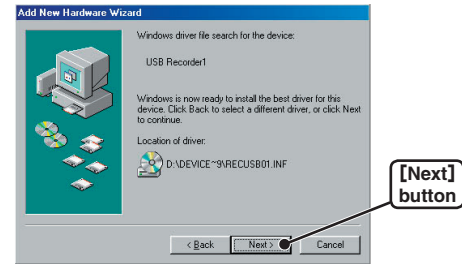 Add New Hardware Wizard
Windows driver file search for the device:
USB Recorder1
Windows is now ready to install the best driver for this
device. Click Back to select a different driver, or click Next
to continue.
Location of driver:
D:\DEVICE~9\RECUSB01.INF
[Next]
button
< Back
Next >
Cancel